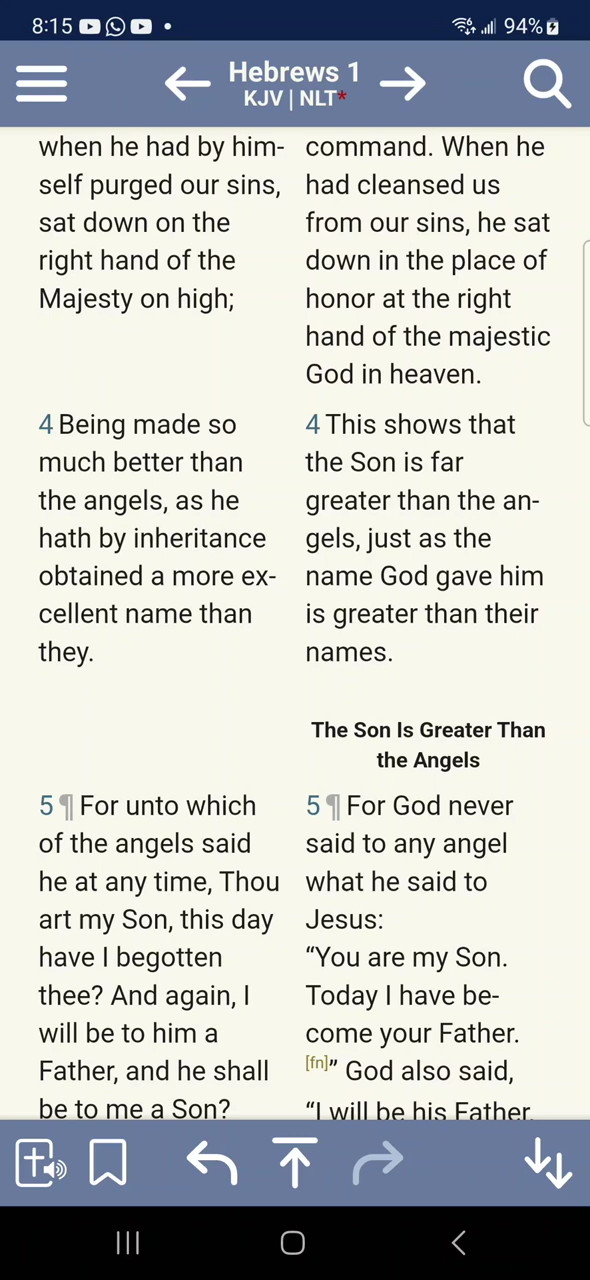 8:15
94%
Hebrews 1
KJV | NLT*
when he had by him-
self purged our sins,
sat down on the
right hand of the
Majesty on high;
4 Being made so
much better than
the angels, as he
hath by inheritance
obtained a more ex-
cellent name than
they.
5 ¶ For unto which
of the angels said
he at any time, Thou
art my Son, this day
have I begotten
thee? And again, I
will be to him a
Father, and he shall
be to me a Son?
command. When he
had cleansed us
from our sins, he sat
down in the place of
honor at the right
hand of the majestic
God in heaven.
4 This shows that
the Son is far
greater than the an-
gels, just as the
name God gave him
is greater than their
names.
The Son Is Greater Than
the Angels
5 ¶ For God never
said to any angel
what he said to
Jesus:
“You are my Son.
Today I have be-
come your Father.
[fn]” God also said,
“I will be his Father,